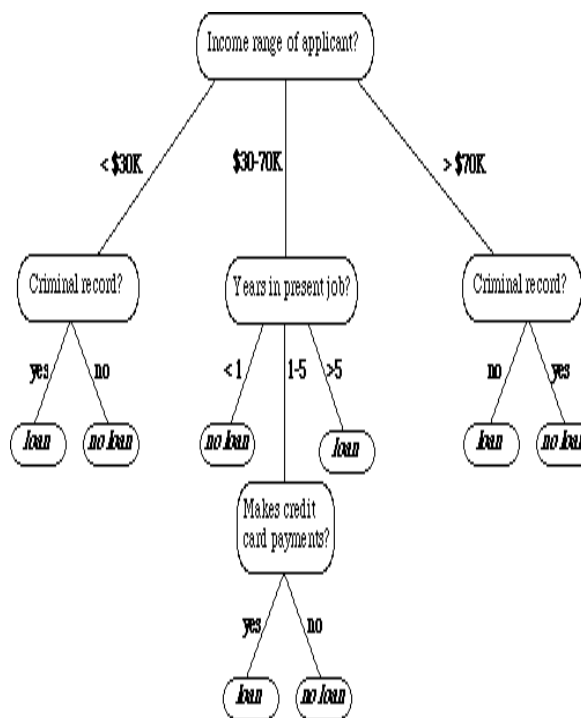 Income range of applicant?
< $30K
$30-70K
> $70K
Criminal record?
Years in present job?
Criminal record?
yes
no
< 1
1-5
>5
no
yes
loan
no loan
no loan
loan
loan
no loan
Makes credit
card payments?
yes
no
loan
no loan